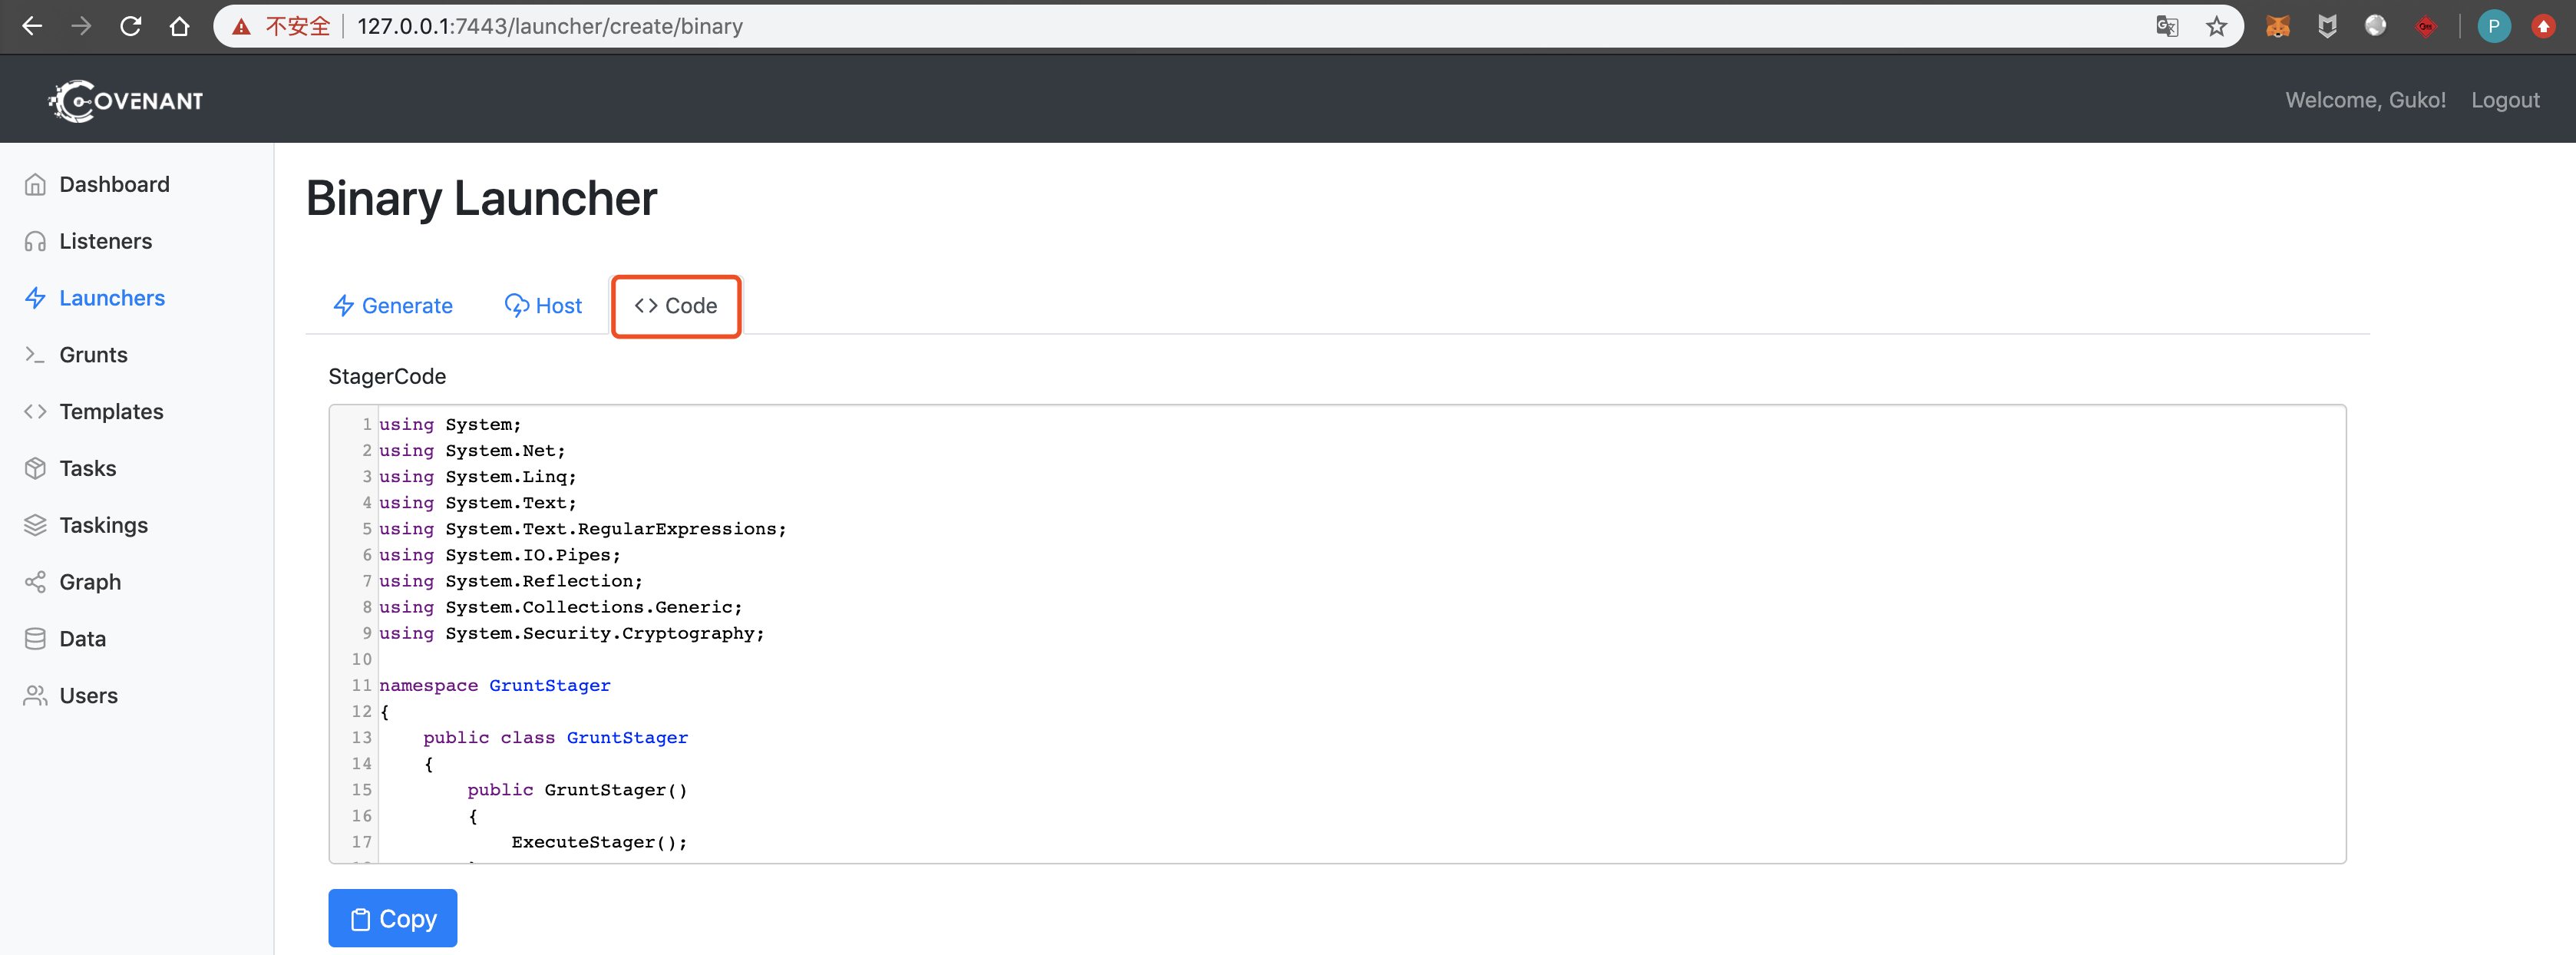 不安全 127.0.0.1:7443/launcher/create/binary P
COVENANT
Welcome, Guko! Logout
Dashboard
Listeners
Launchers
Grunts
Templates
Tasks
Taskings
Graph
Data
Users
Binary Launcher
Generate Host <> Code
StagerCode
1 using System;
2 using System.Net;
3 using System.Linq;
4 using System.Text;
5 using System.Text.RegularExpressions;
6 using System.IO.Pipes;
7 using System.Reflection;
8 using System.Collections.Generic;
9 using System.Security.Cryptography;
10
11 namespace GruntStager
12 {
13     public class GruntStager
14     {
15         public GruntStager()
16         {
17             ExecuteStager();
Copy